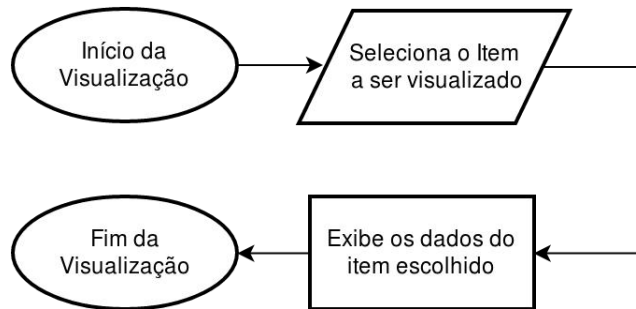 Início da
Visualização
Seleciona o Item
a ser visualizado
Exibe os dados do
item escolhido
Fim da
Visualização